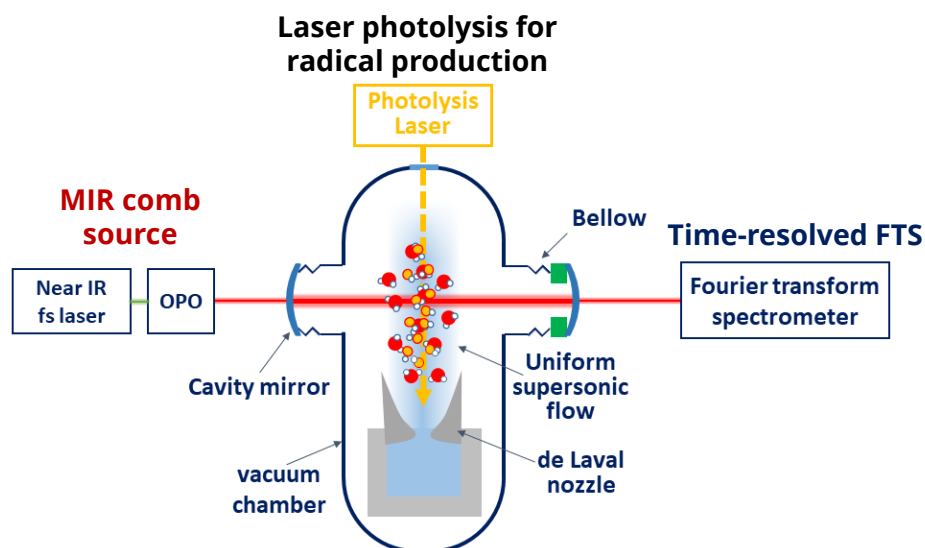 Laser photolysis for
radical production
Photolysis
Laser
MIR comb
source
Near IR
fs laser
OPO
Bellow
Time-resolved FTS
Fourier transform
spectrometer
Cavity mirror
Uniform
supersonic
flow
vacuum
chamber
de Laval
nozzle